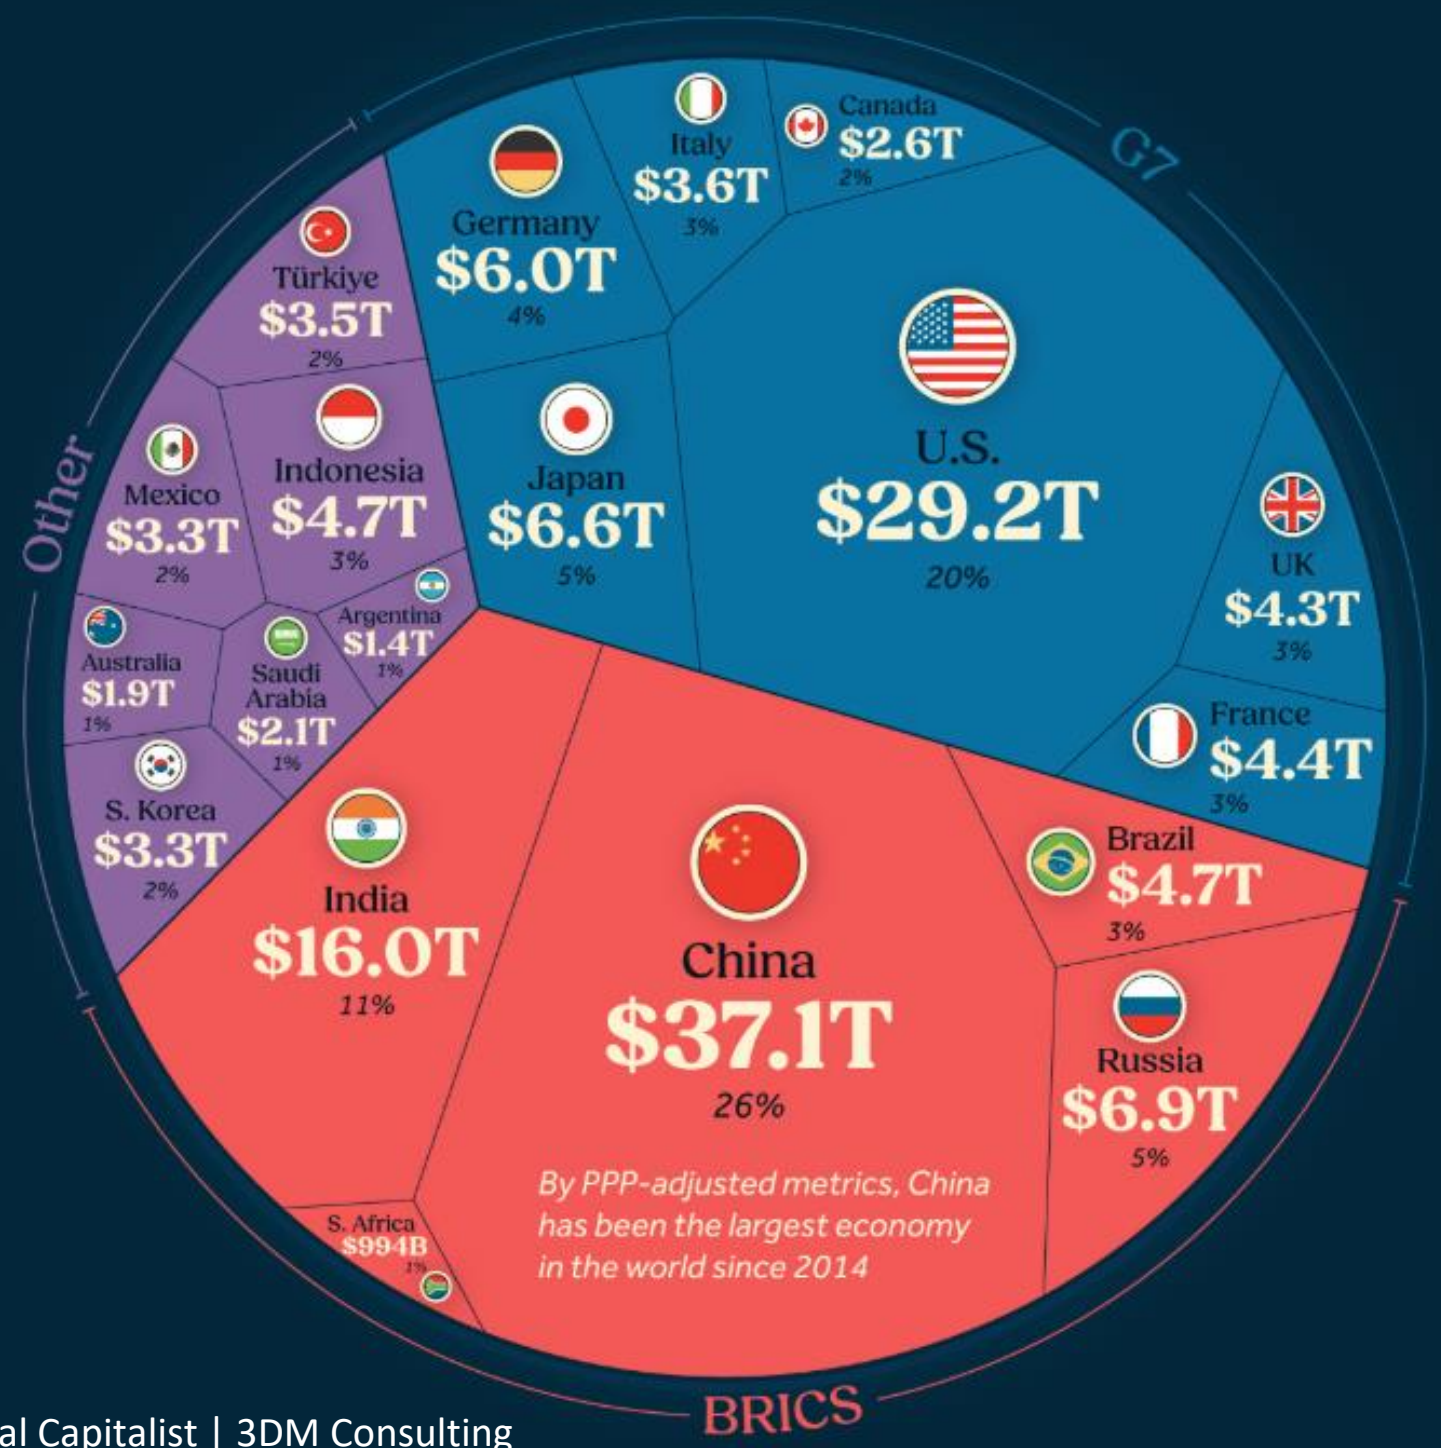 G7
Canada
$2.6T
2%
Italy
$3.6T
3%
Germany
$6.0T
4%
Japan
$6.6T
5%
U.S.
$29.2T
20%
UK
$4.3T
3%
France
$4.4T
3%
Other
Türkiye
$3.5T
2%
Indonesia
$4.7T
3%
Mexico
$3.3T
2%
Argentina
$1.4T
1%
Australia
$1.9T
1%
Saudi
Arabia
$2.1T
1%
S. Korea
$3.3T
2%
India
$16.0T
11%
China
$37.1T
26%
By PPP-adjusted metrics, China
has been the largest economy
in the world since 2014
Brazil
$4.7T
3%
Russia
$6.9T
5%
S. Africa
$994B
1%
BRICS
al Capitalist | 3DM Consulting